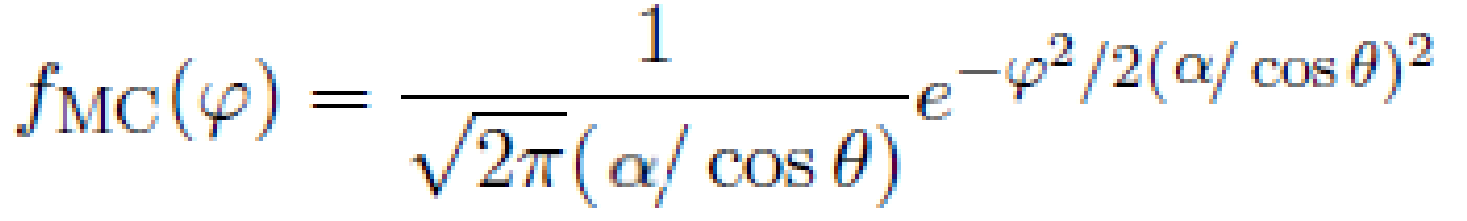 f_MC(φ) = 1 / (√2π( α/ cos θ)) e^{−φ²/2( α/ cos θ)²}